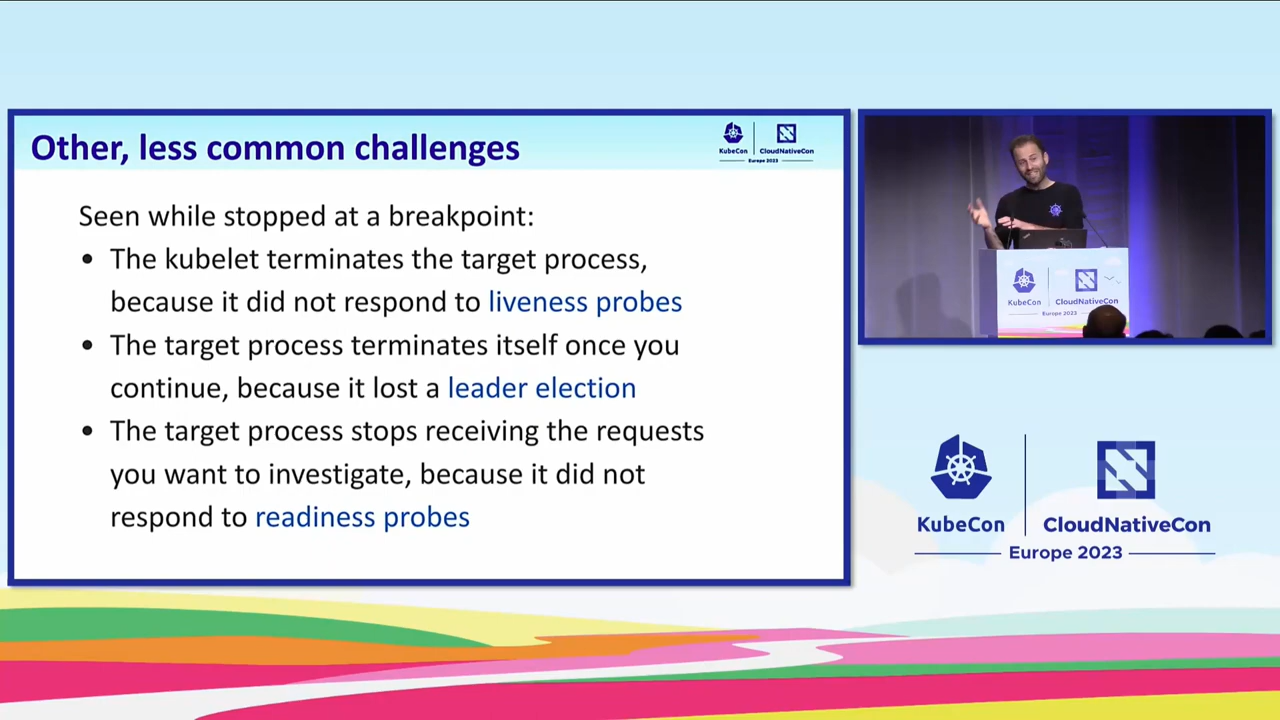 Other, less common challenges
KubeCon
CloudNativeCon
Europe 2023
Seen while stopped at a breakpoint:
• The kubelet terminates the target process,
because it did not respond to liveness probes
• The target process terminates itself once you
continue, because it lost a leader election
• The target process stops receiving the requests
you want to investigate, because it did not
respond to readiness probes
KubeCon
CloudNativeCon
Europe 2023
KubeCon
CloudNativeCon
Europe 2023